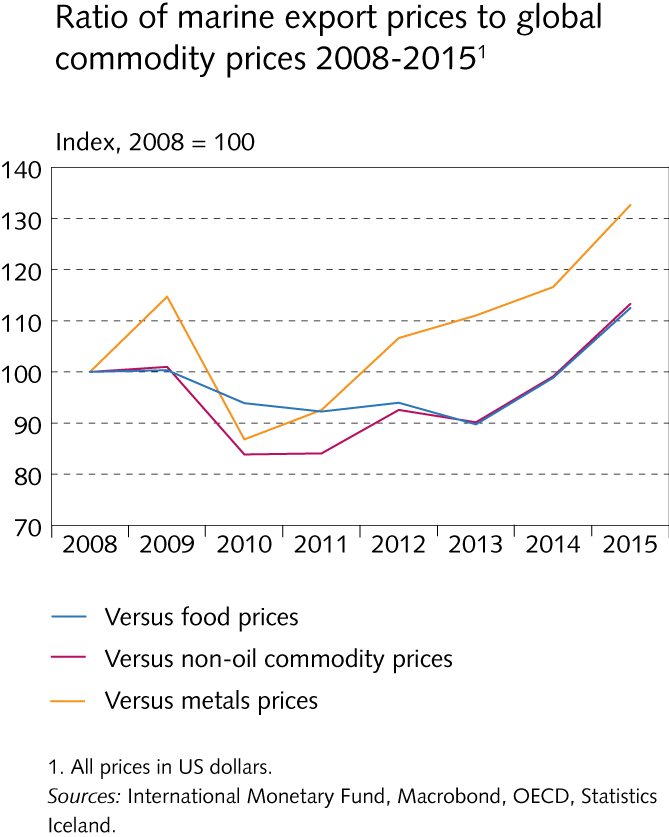 Ratio of marine export prices to global
commodity prices 2008-2015¹
Index, 2008 = 100
140
130
120
110
100
90
80
70
2008 2009 2010 2011 2012 2013 2014 2015
Versus food prices
Versus non-oil commodity prices
Versus metals prices
1. All prices in US dollars.
Sources: International Monetary Fund, Macrobond, OECD, Statistics
Iceland.